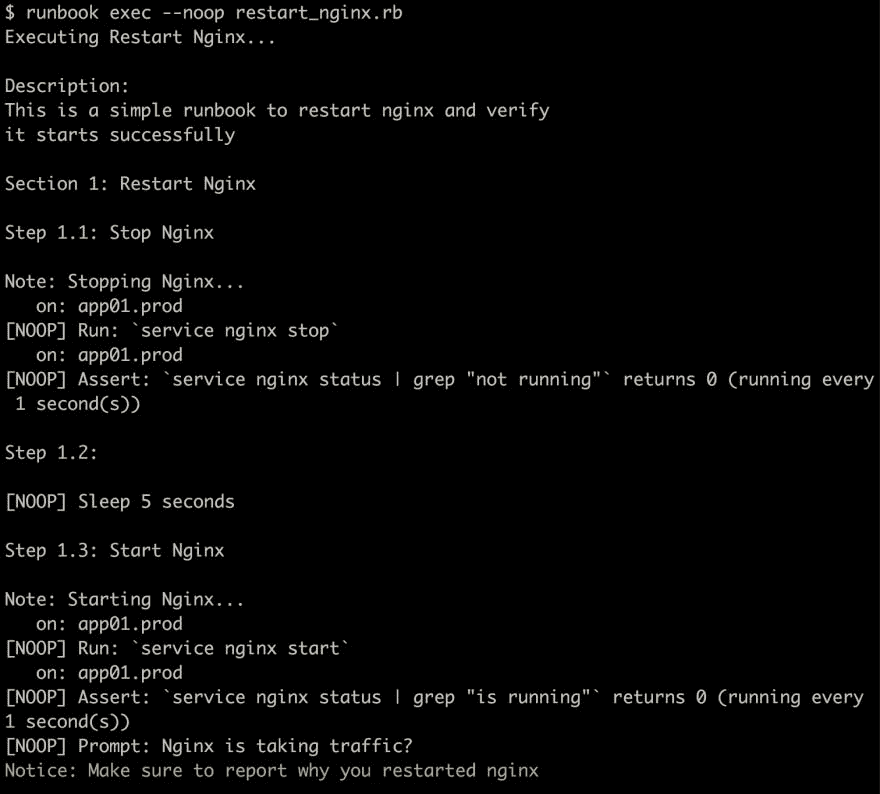 $ runbook exec --noop restart_nginx.rb
Executing Restart Nginx...
Description:
This is a simple runbook to restart nginx and verify
it starts successfully
Section 1: Restart Nginx
Step 1.1: Stop Nginx
Note: Stopping Nginx...
   on: app01.prod
[NOOP] Run: `service nginx stop`
   on: app01.prod
[NOOP] Assert: `service nginx status | grep "not running"` returns 0 (running every
 1 second(s))
Step 1.2:
[NOOP] Sleep 5 seconds
Step 1.3: Start Nginx
Note: Starting Nginx...
   on: app01.prod
[NOOP] Run: `service nginx start`
   on: app01.prod
[NOOP] Assert: `service nginx status | grep "is running"` returns 0 (running every
1 second(s))
[NOOP] Prompt: Nginx is taking traffic?
Notice: Make sure to report why you restarted nginx